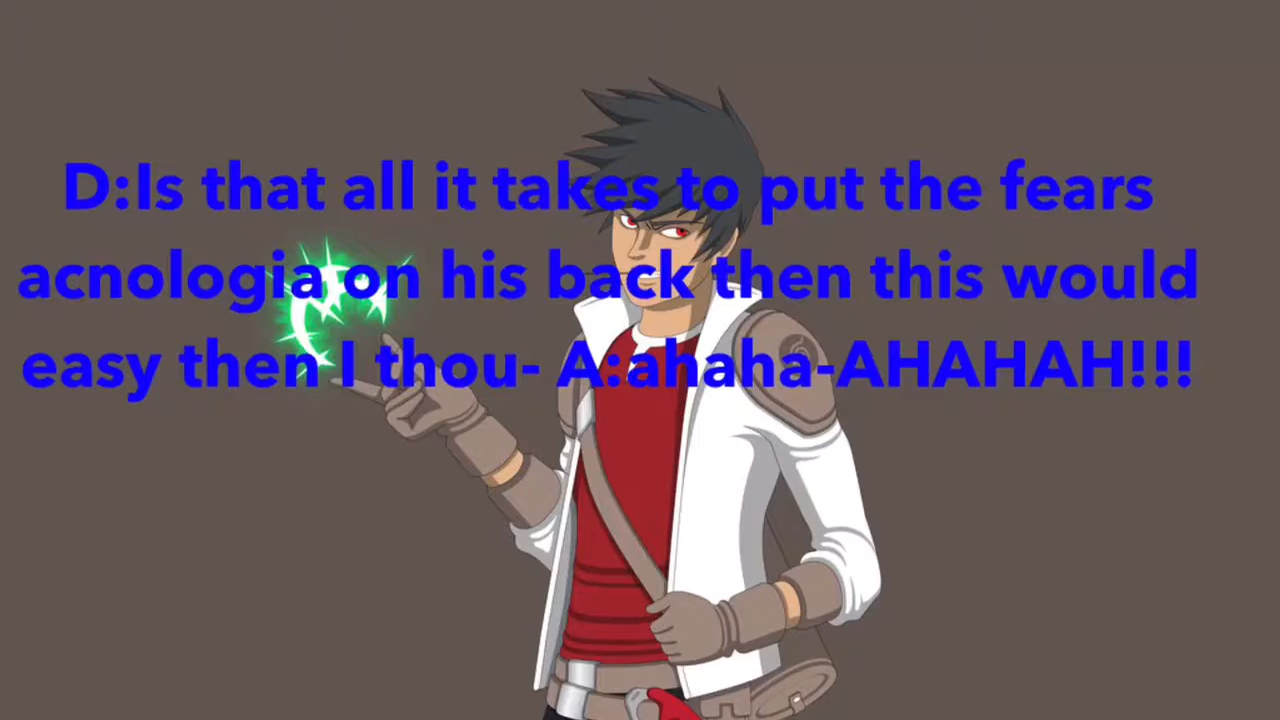 D:Is that all it takes to put the fears
acnologia on his back then this would
easy then I thou- A:ahaha-AHAHAH!!!